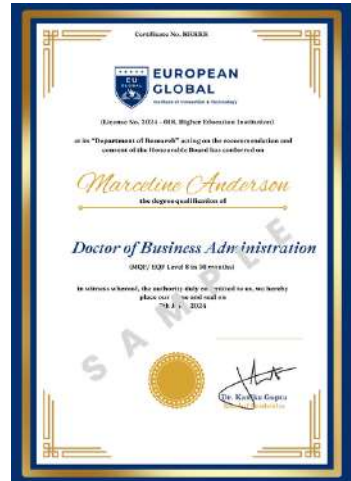 Certificate No.
EU
GLOBAL
EUROPEAN
GLOBAL
Institute of Innovation & Technology
(License No. 2024 - 008, Higher Education Institution)
at its "Department of Research" acting on the recommendation and
consent of the Honourable Board has conferred on
Marceline Anderson
the degree qualification of
Doctor of Business Administration
(MQF/ EQF Level 8 in 36 months)
In witness whereof, the authority duly committed to us, we hereby
place our name and seal on
2024
SAMPLE
Dr. Kanika Gupta